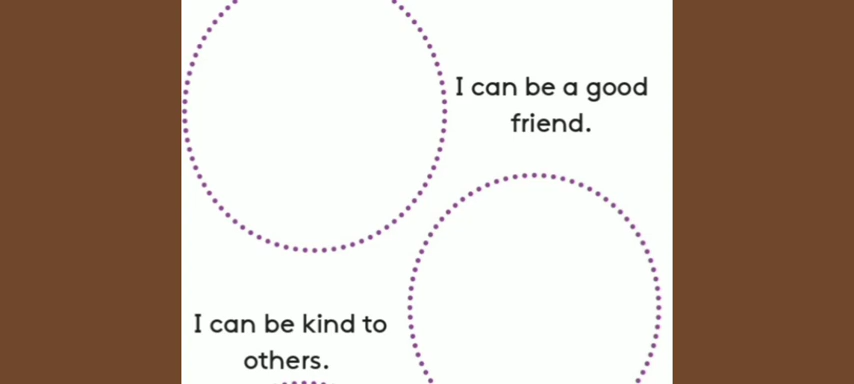 I can be a good
friend.
I can be kind to
others.